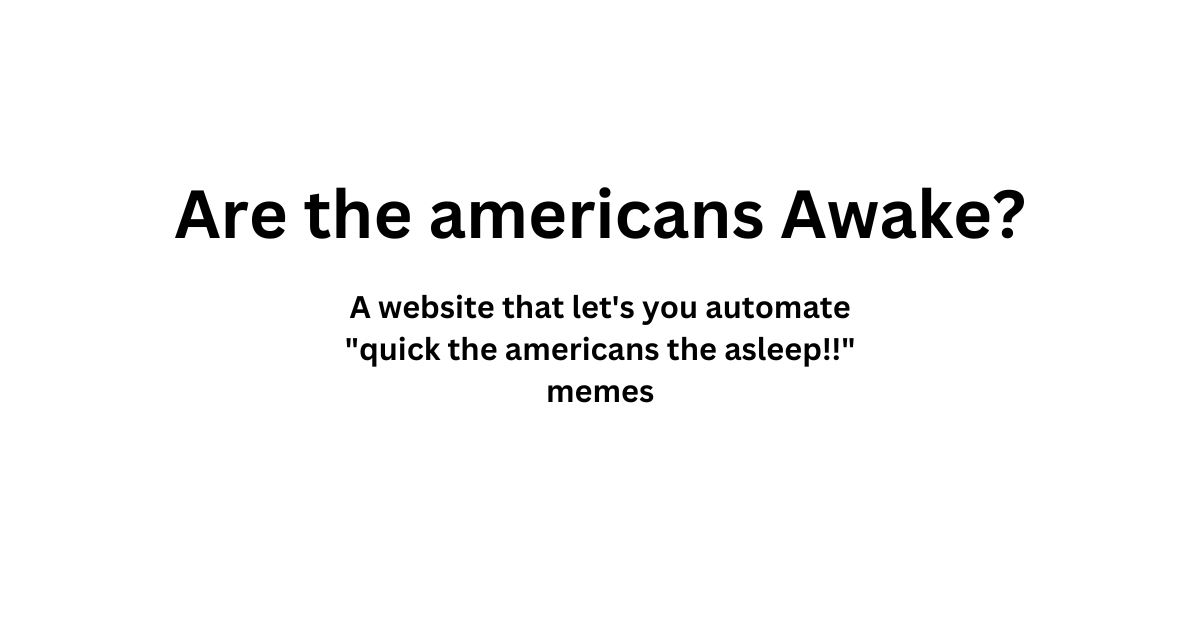 Are the americans Awake?
A website that let's you automate
"quick the americans the asleep!!"
memes